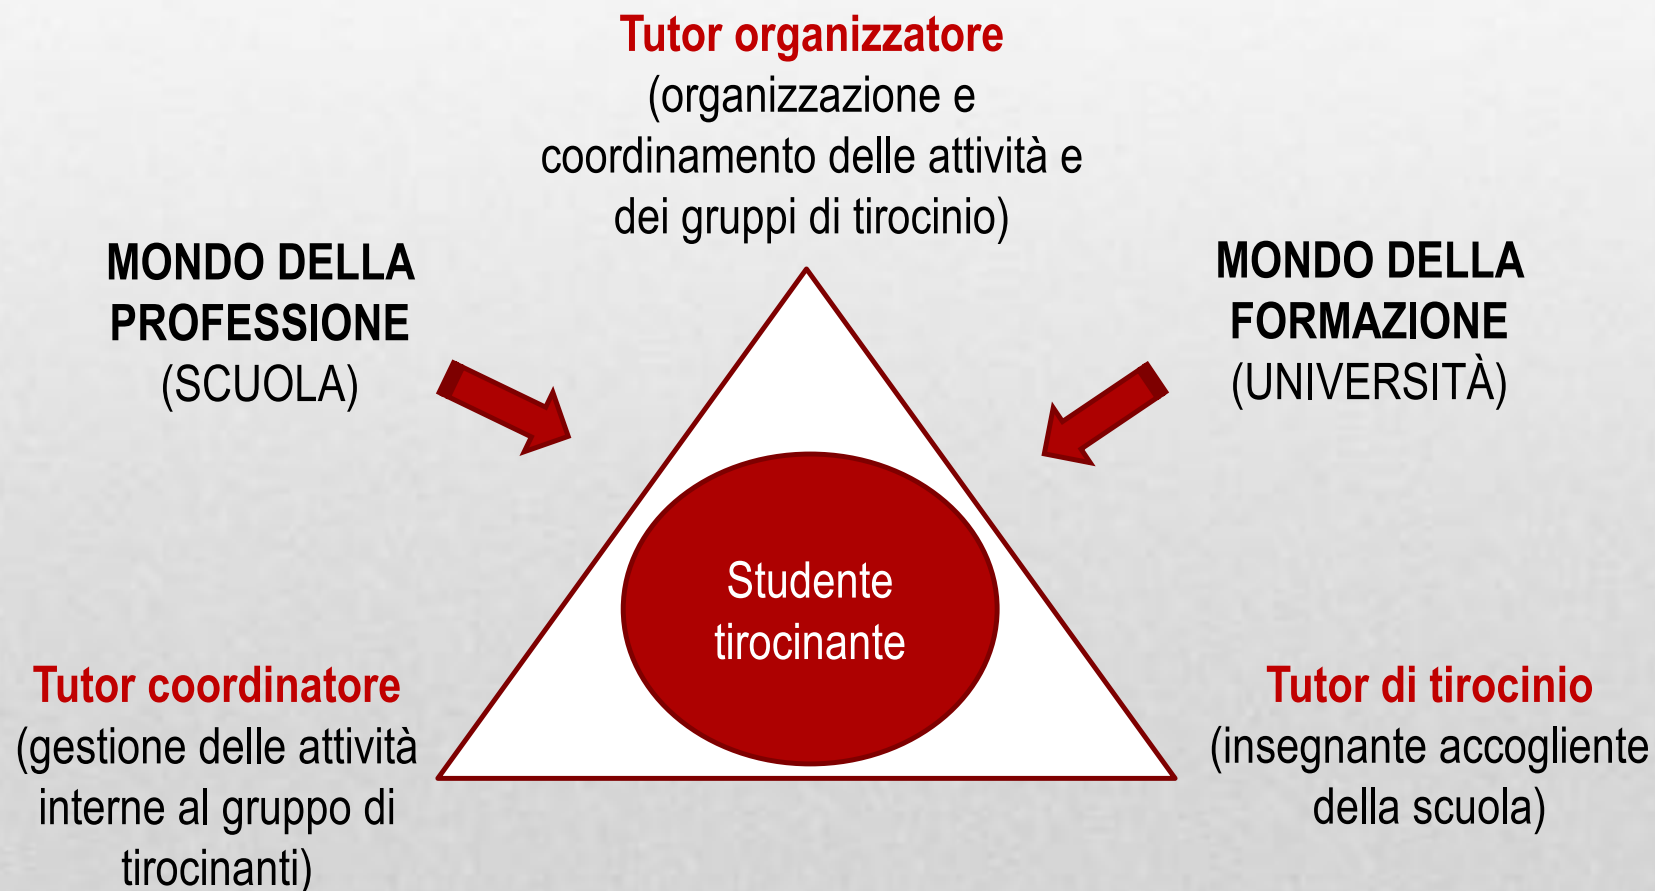 Tutor organizzatore
(organizzazione e
coordinamento delle attività e
dei gruppi di tirocinio)
MONDO DELLA
PROFESSIONE
(SCUOLA)
MONDO DELLA
FORMAZIONE
(UNIVERSITÀ)
Studente
tirocinante
Tutor coordinatore
(gestione delle attività
interne al gruppo di
tirocinanti)
Tutor di tirocinio
(insegnante accogliente
della scuola)